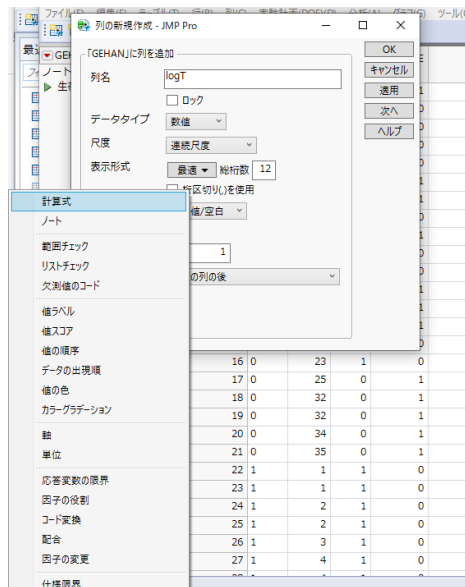 ファイル(F) 編集(E) テーブル(T) 行(R) 列(C) 実験計画(DOE)(D) 分析(A) グラフ(G) ツール(
列の新規作成 - JMP Pro
「GEHAN」に列を追加
列名 logT
ロック
データタイプ 数値
尺度 連続尺度
表示形式 最適 総桁数 12
桁区切り(,)を使用
値/空白
1
の列の後
OK
キャンセル
適用
次へ
ヘルプ
ノート
計算式
ノート
範囲チェック
リストチェック
欠測値のコード
値ラベル
値スコア
値の順序
データの出現順
値の色
カラーグラデーション
軸
単位
応答変数の限界
因子の役割
コード変換
配合
因子の変更
仕様限界
16 0 23 1 0
17 0 25 0 1
18 0 32 0 1
19 0 32 0 1
20 0 34 0 1
21 0 35 0 1
22 1 1 1 0
23 1 1 1 0
24 1 2 1 0
25 1 2 1 0
26 1 3 1 0
27 1 4 1 0